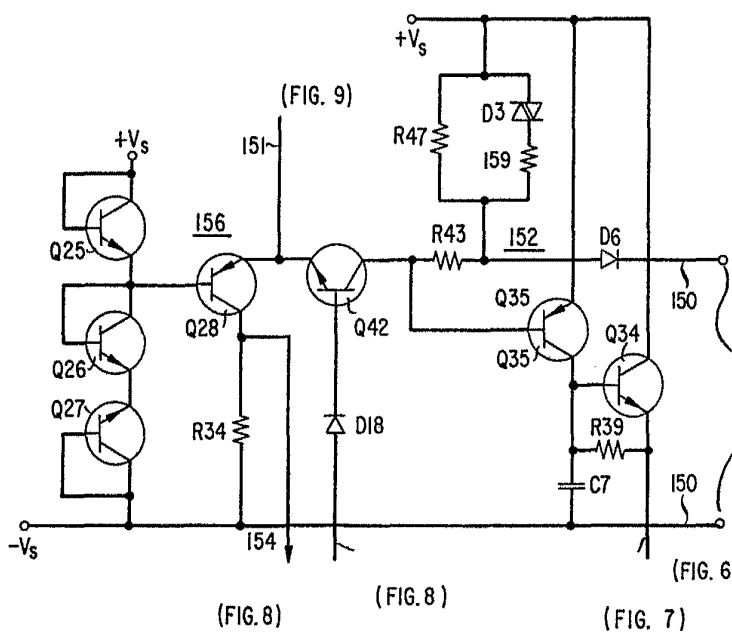 +Vs
(FIG. 9)
D3
R47
159
151
+Vs
156
R43
152
D6
Q25
150
Q35
Q28
Q42
Q35
Q34
Q26
Q27
R34
D18
R39
C7
150
-Vs
154
(FIG. 6
(FIG. 8)
(FIG. 8)
(FIG. 7)